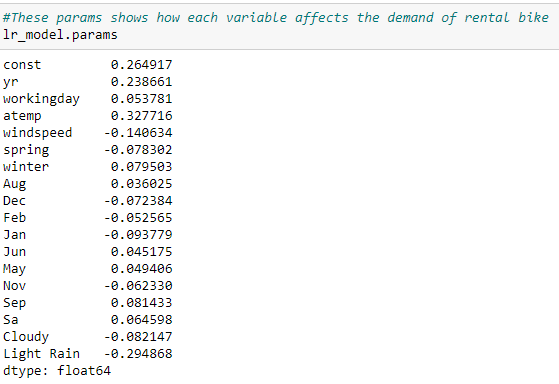 #These params shows how each variable affects the demand of rental bike
lr_model.params
const 0.264917
yr 0.238661
workingday 0.053781
atemp 0.327716
windspeed -0.140634
spring -0.078302
winter 0.079503
Aug 0.036025
Dec -0.072384
Feb -0.052565
Jan -0.093779
Jun 0.045175
May 0.049406
Nov -0.062330
Sep 0.081433
Sa 0.064598
Cloudy -0.082147
Light Rain -0.294868
dtype: float64